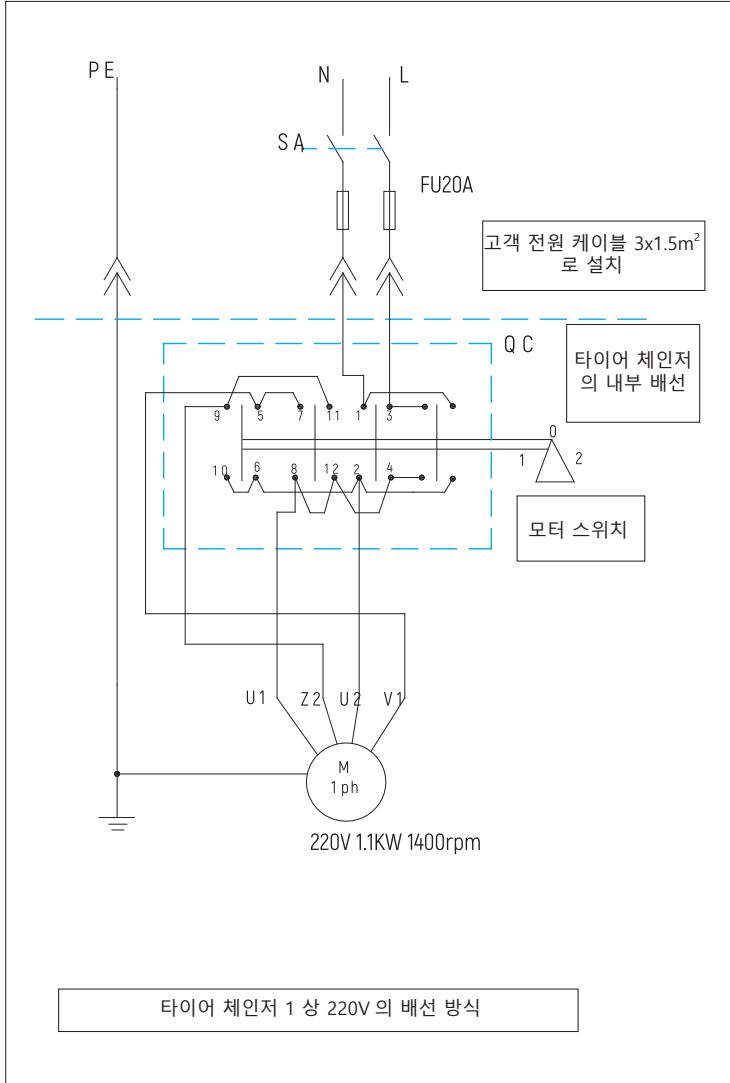 PE
N L
SA
FU20A
고객 전원 케이블 3x1.5m²
로 설치
QC
타이어 체인저
의 내부 배선
9 5 7 11 1 3
0
1 2
10 6 8 12 2 4
모터 스위치
U1 Z2 U2 V1
M
1ph
220V 1.1KW 1400rpm
타이어 체인저 1 상 220V 의 배선 방식